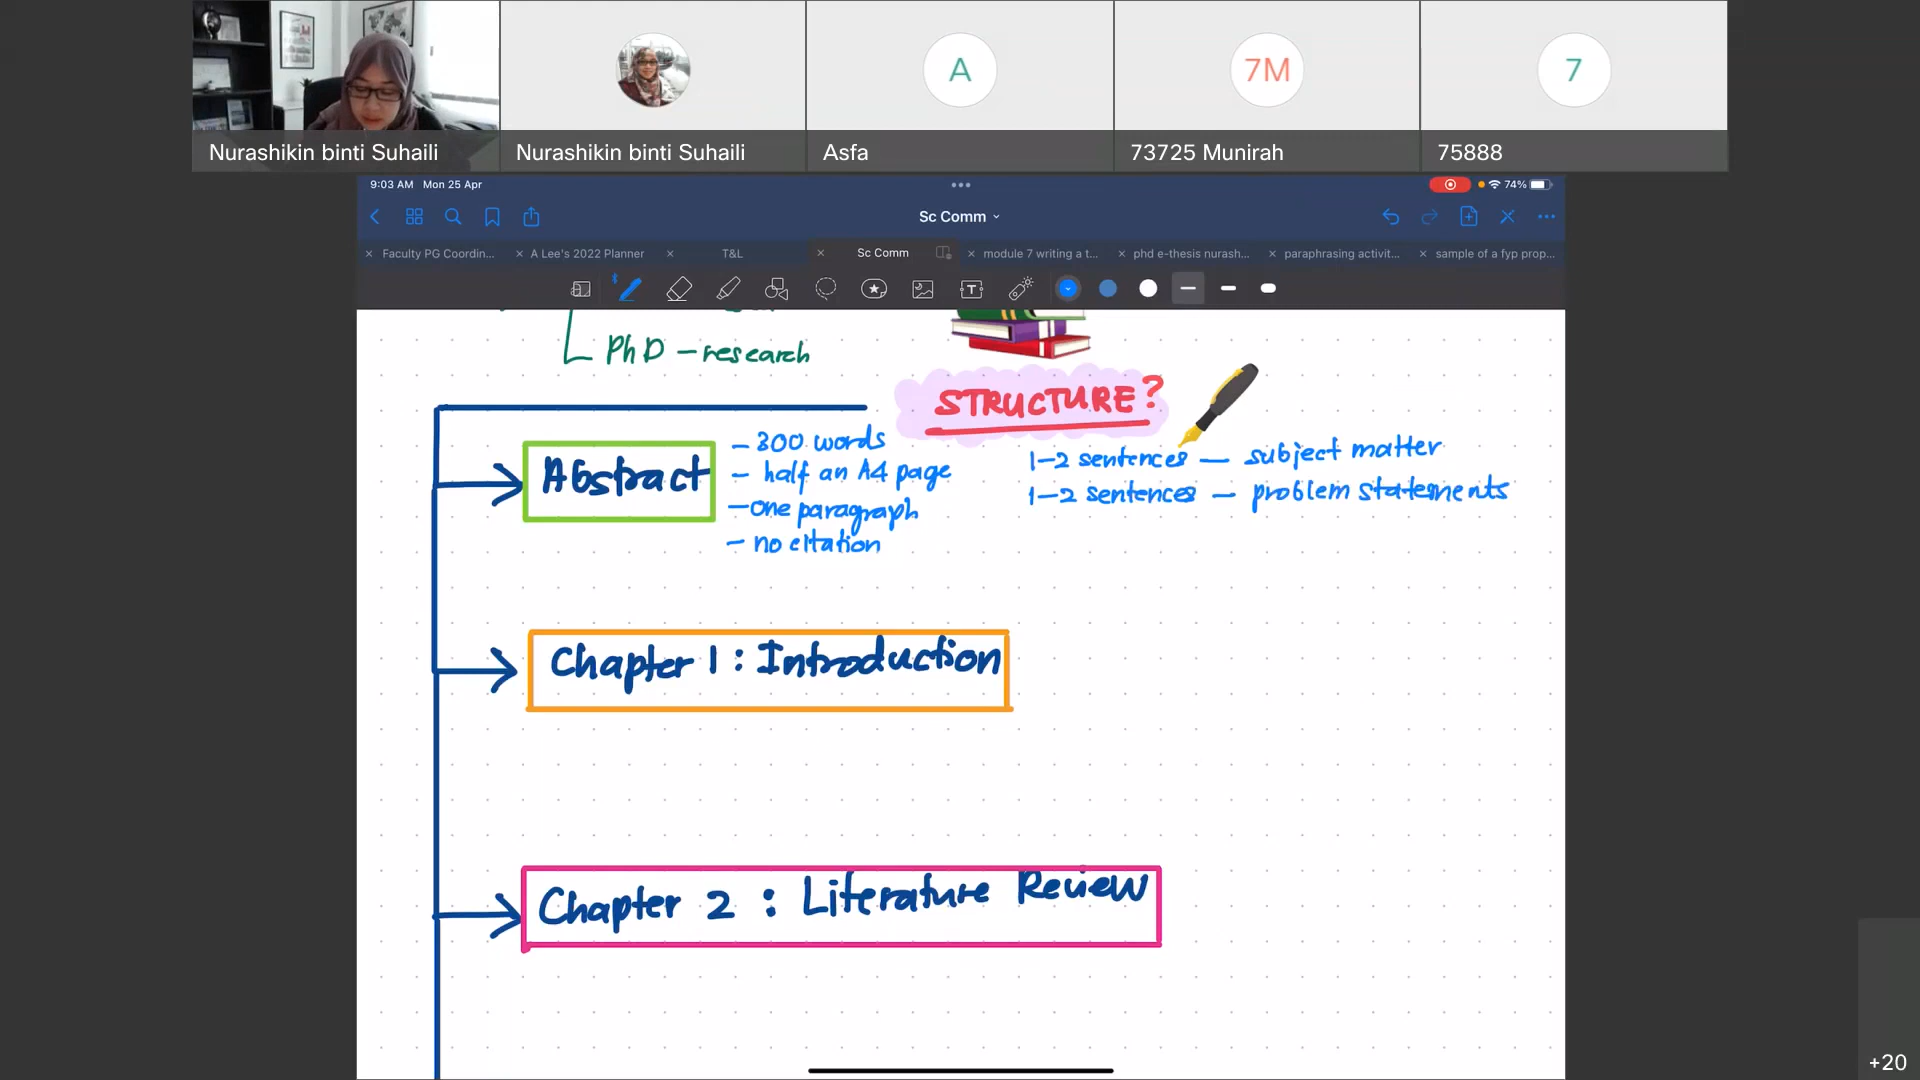 A
7M
7
Nurashikin binti Suhaili
Nurashikin binti Suhaili
Asfa
73725 Munirah
75888
9:03 AM Mon 25 Apr
74%
Sc Comm
Faculty PG Coordin...
A Lee's 2022 Planner
T&L
Sc Comm
module 7 writing a t...
phd e-thesis nurash...
paraphrasing activit...
sample of a fyp prop...
PhD - research
STRUCTURE?
Abstract
- 300 words
- half an A4 page
- one paragraph
- no citation
1-2 sentences - subject matter
1-2 sentences - problem statements
Chapter 1 : Introduction
Chapter 2 : Literature Review
+20